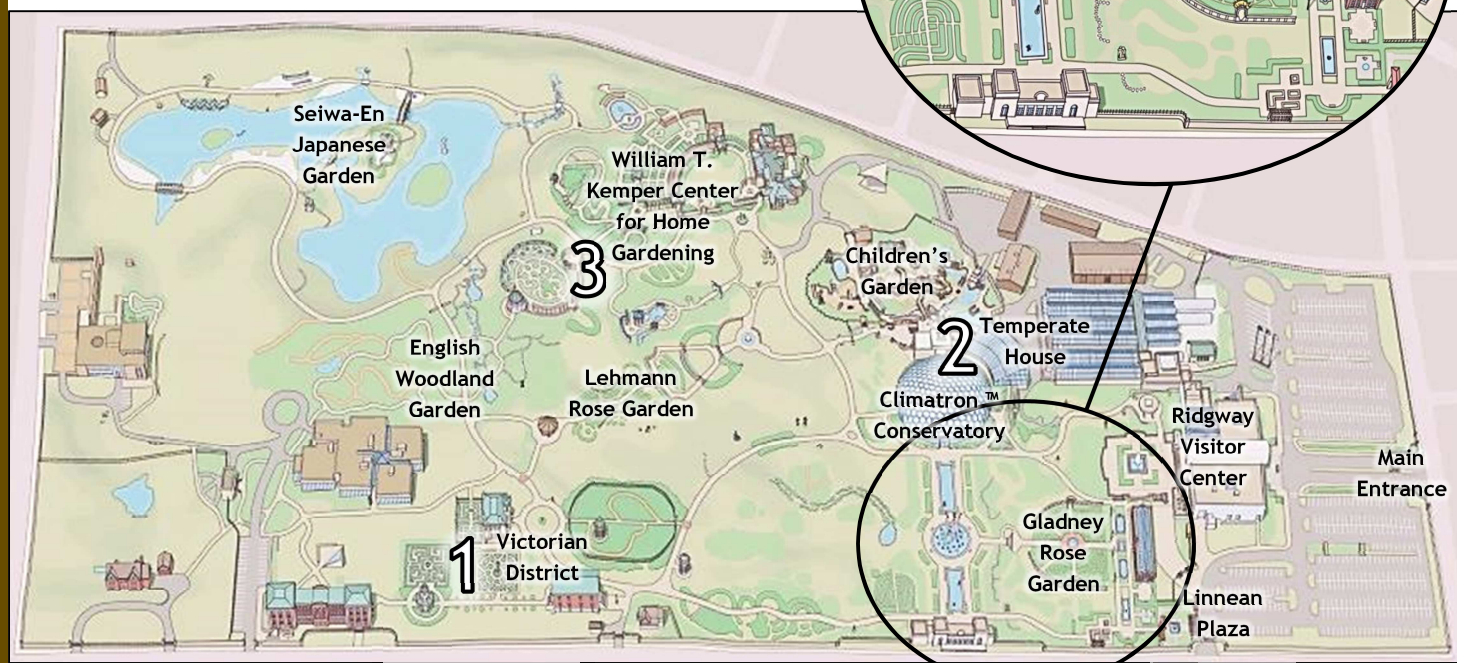 Seiwa-En
Japanese
Garden
William T.
Kemper Center
for Home
Gardening
3
Children's
Garden
2
Temperate
House
English
Woodland
Garden
Lehmann
Rose Garden
Climatron ™
Conservatory
Ridgway
Visitor
Center
Main
Entrance
1
Victorian
District
Gladney
Rose
Garden
Linnean
Plaza